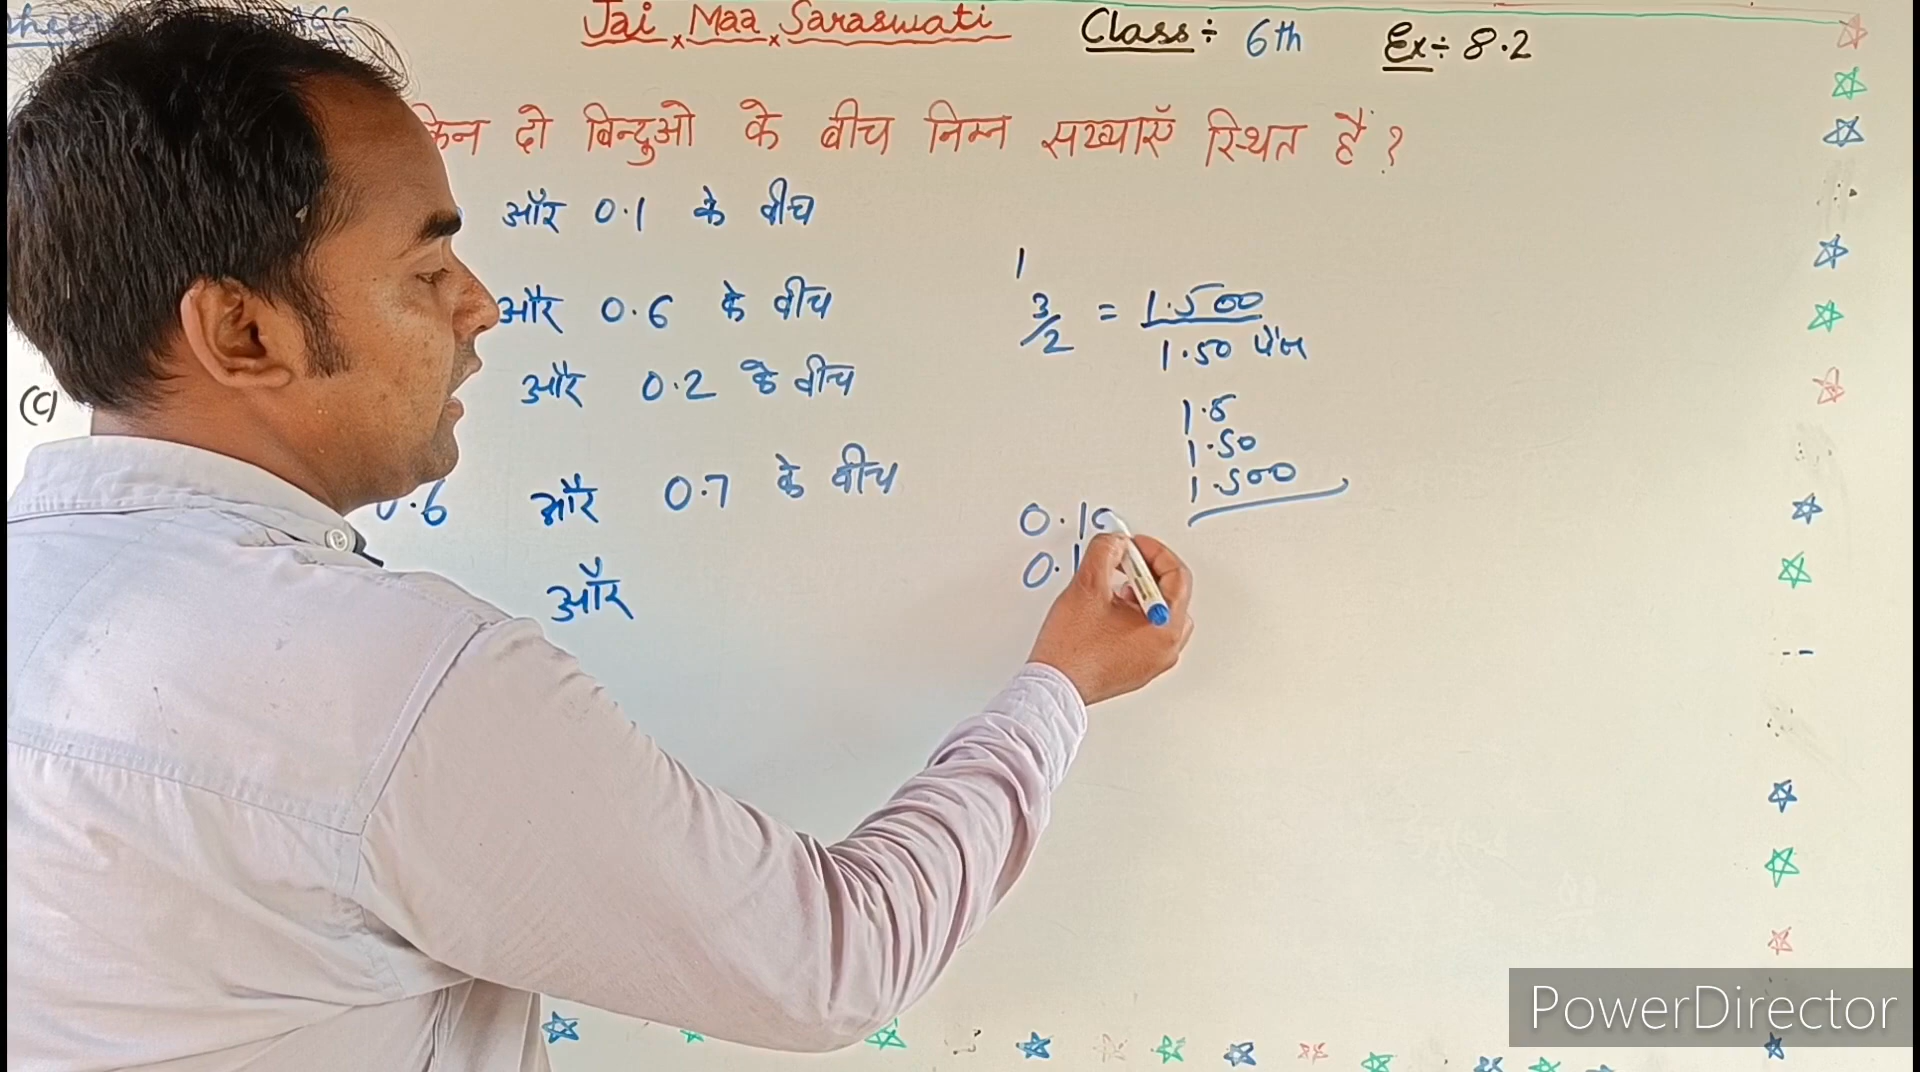 Jai × Maa × Saraswati Class ÷ 6th Ex ÷ 8.2
किन दो बिन्दुओ के बीच निम्न सख्याएँ स्थित हैं ?
और 0.1 के बीच
और 0.6 के बीच
और 0.2 के बीच
(c)
0.6 और 0.7 के बीच
और
1
3/2 = 1.500
1.50 पैंज
1.5
1.50
1.500
0.10
0.1
PowerDirector